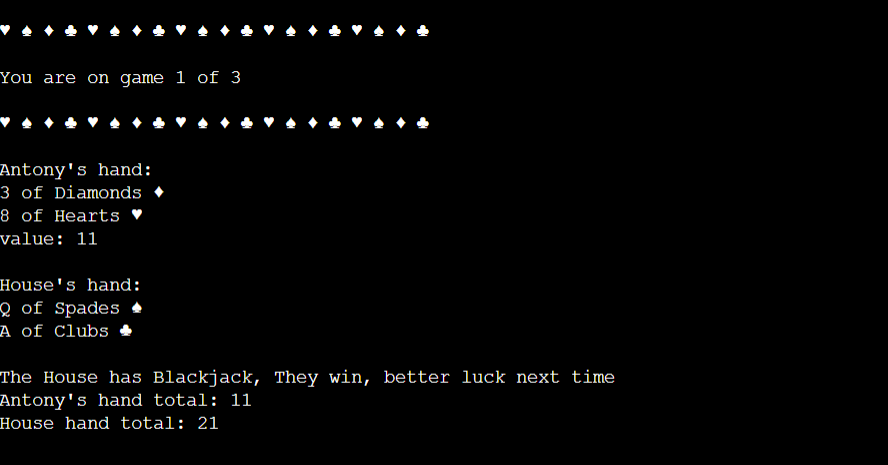 ♥ ♠ ♦ ♣ ♥ ♠ ♦ ♣ ♥ ♠ ♦ ♣ ♥ ♠ ♦ ♣ ♥ ♠ ♦ ♣
You are on game 1 of 3
♥ ♠ ♦ ♣ ♥ ♠ ♦ ♣ ♥ ♠ ♦ ♣ ♥ ♠ ♦ ♣ ♥ ♠ ♦ ♣
Antony's hand:
3 of Diamonds ♦
8 of Hearts ♥
value: 11
House's hand:
Q of Spades ♠
A of Clubs ♣
The House has Blackjack, They win, better luck next time
Antony's hand total: 11
House hand total: 21